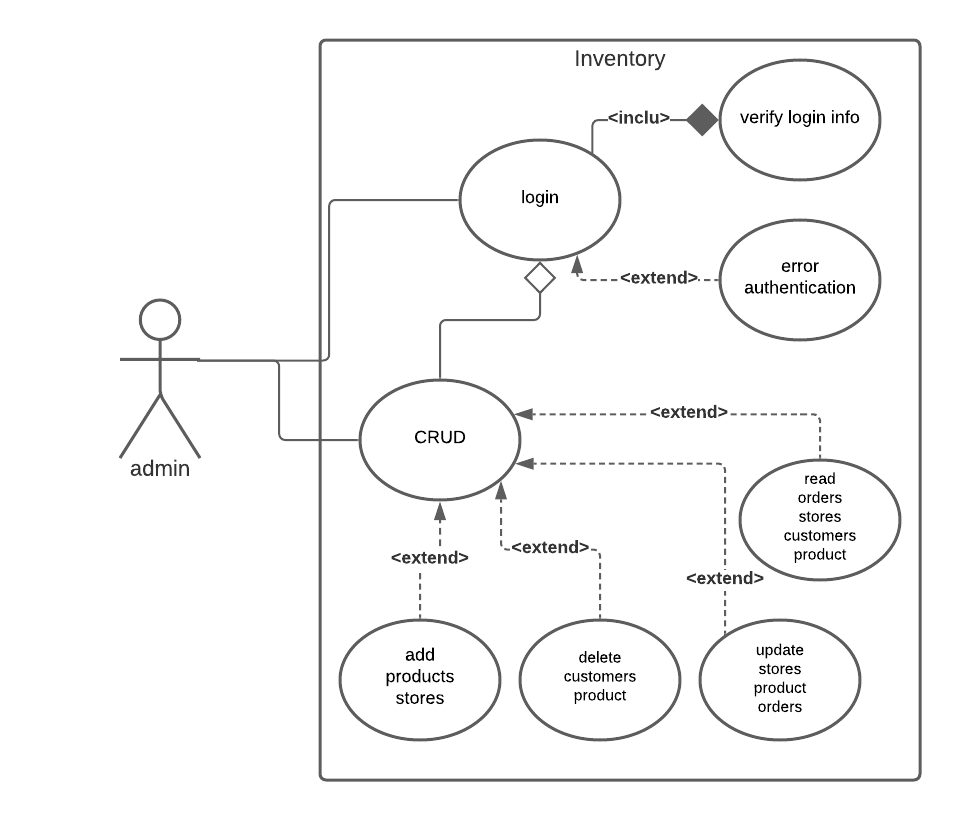 Inventory
<inclu>
verify login info
login
<extend>
error
authentication
admin
CRUD
<extend>
read
orders
stores
customers
product
<extend>
<extend>
<extend>
add
products
stores
delete
customers
product
update
stores
product
orders